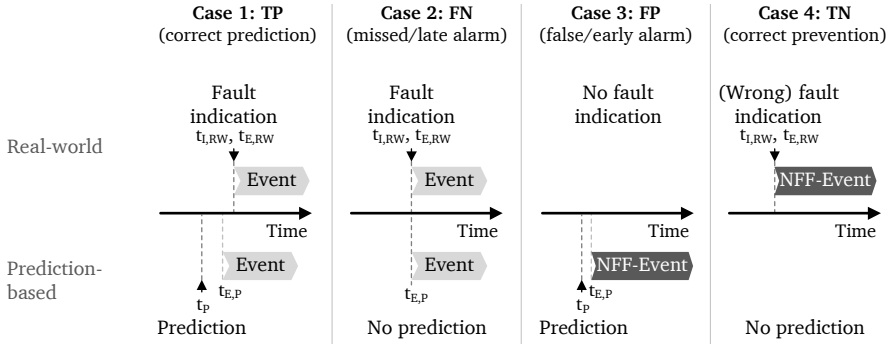 Case 1: TP
(correct prediction)
Case 2: FN
(missed/late alarm)
Case 3: FP
(false/early alarm)
Case 4: TN
(correct prevention)
Real-world
Fault
indication
t_I,RW, t_E,RW
Event
Time
Fault
indication
t_I,RW, t_E,RW
Event
Time
No fault
indication
Time
(Wrong) fault
indication
t_I,RW, t_E,RW
NFF-Event
Time
Prediction-
based
Event
t_E,P
t_P
Prediction
Event
t_E,P
No prediction
NFF-Event
t_E,P
t_P
Prediction
No prediction